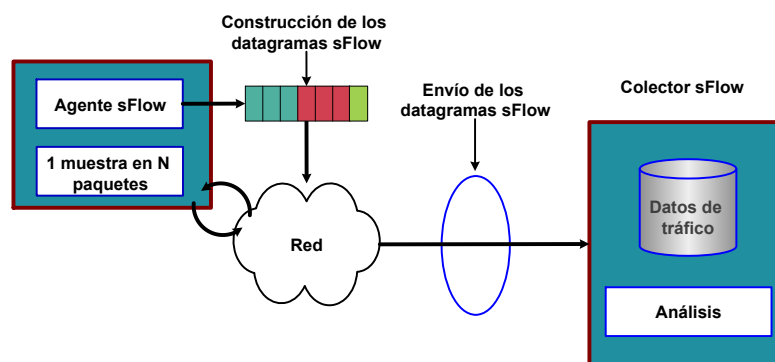 Construcción de los
datagramas sFlow
Agente sFlow
1 muestra en N
paquetes
Red
Envío de los
datagramas sFlow
Colector sFlow
Datos de
tráfico
Análisis